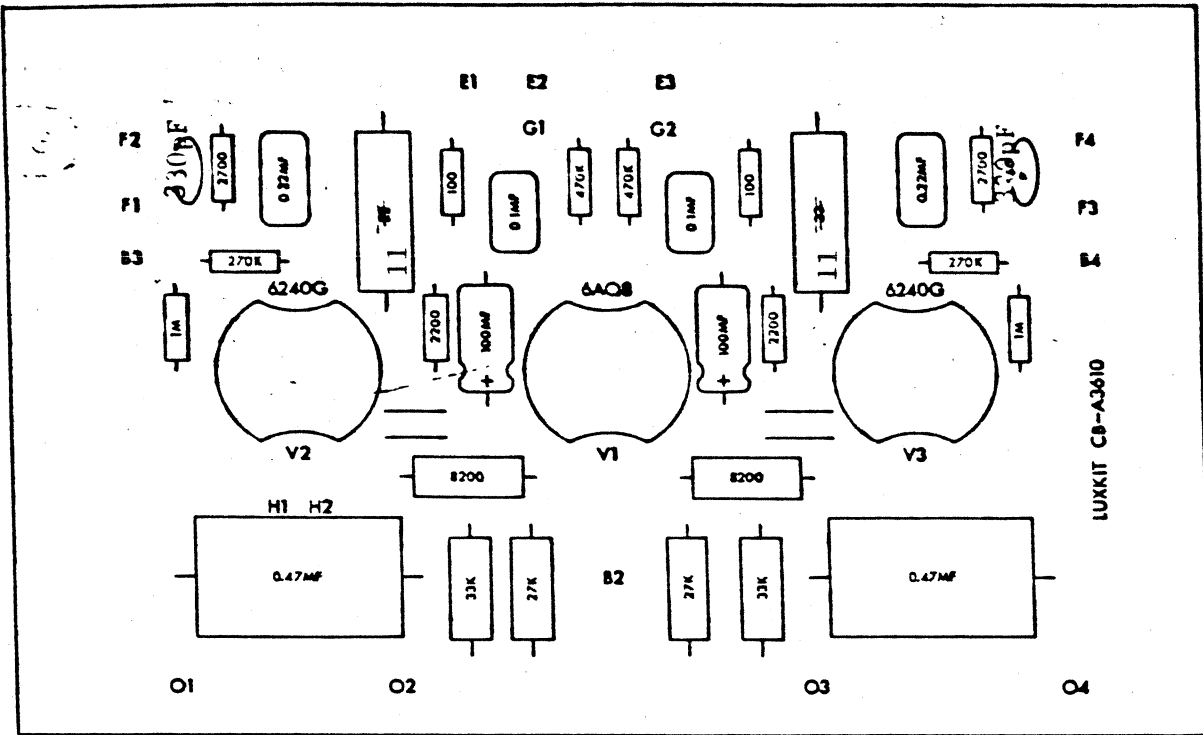 E1 E2 E3
G1 G2
F2 330pF 2700 0.22MF
100 470K 470K 100
0.22MF 2700 F4
0.1MF 0.1MF
F1 F3
11 11
B3 270K 270K B4
6240G 6AQ8 6240G
1M 2200 100MF + 100MF + 2200 1M
V2 V1 V3
8200 8200
LUXKIT CB-A3610
H1 H2
0.47MF 33K 27K B2 27K 33K 0.47MF
O1 O2 O3 O4